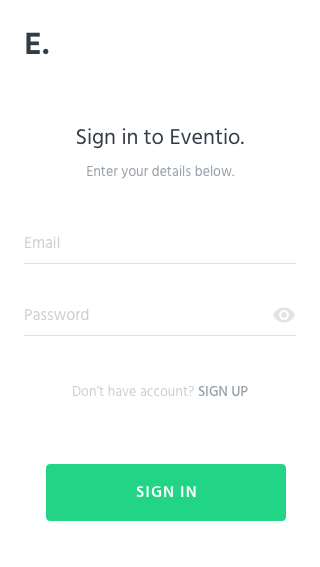 E.
Sign in to Eventio.
Enter your details below.
Email
Password
Don't have account? SIGN UP
SIGN IN